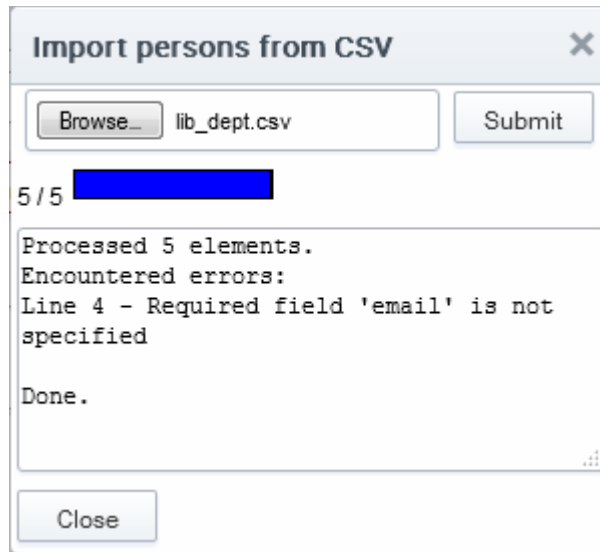 Import persons from CSV
Browse... lib_dept.csv Submit
5 / 5
Processed 5 elements.
Encountered errors:
Line 4 - Required field 'email' is not
specified
Done.
Close